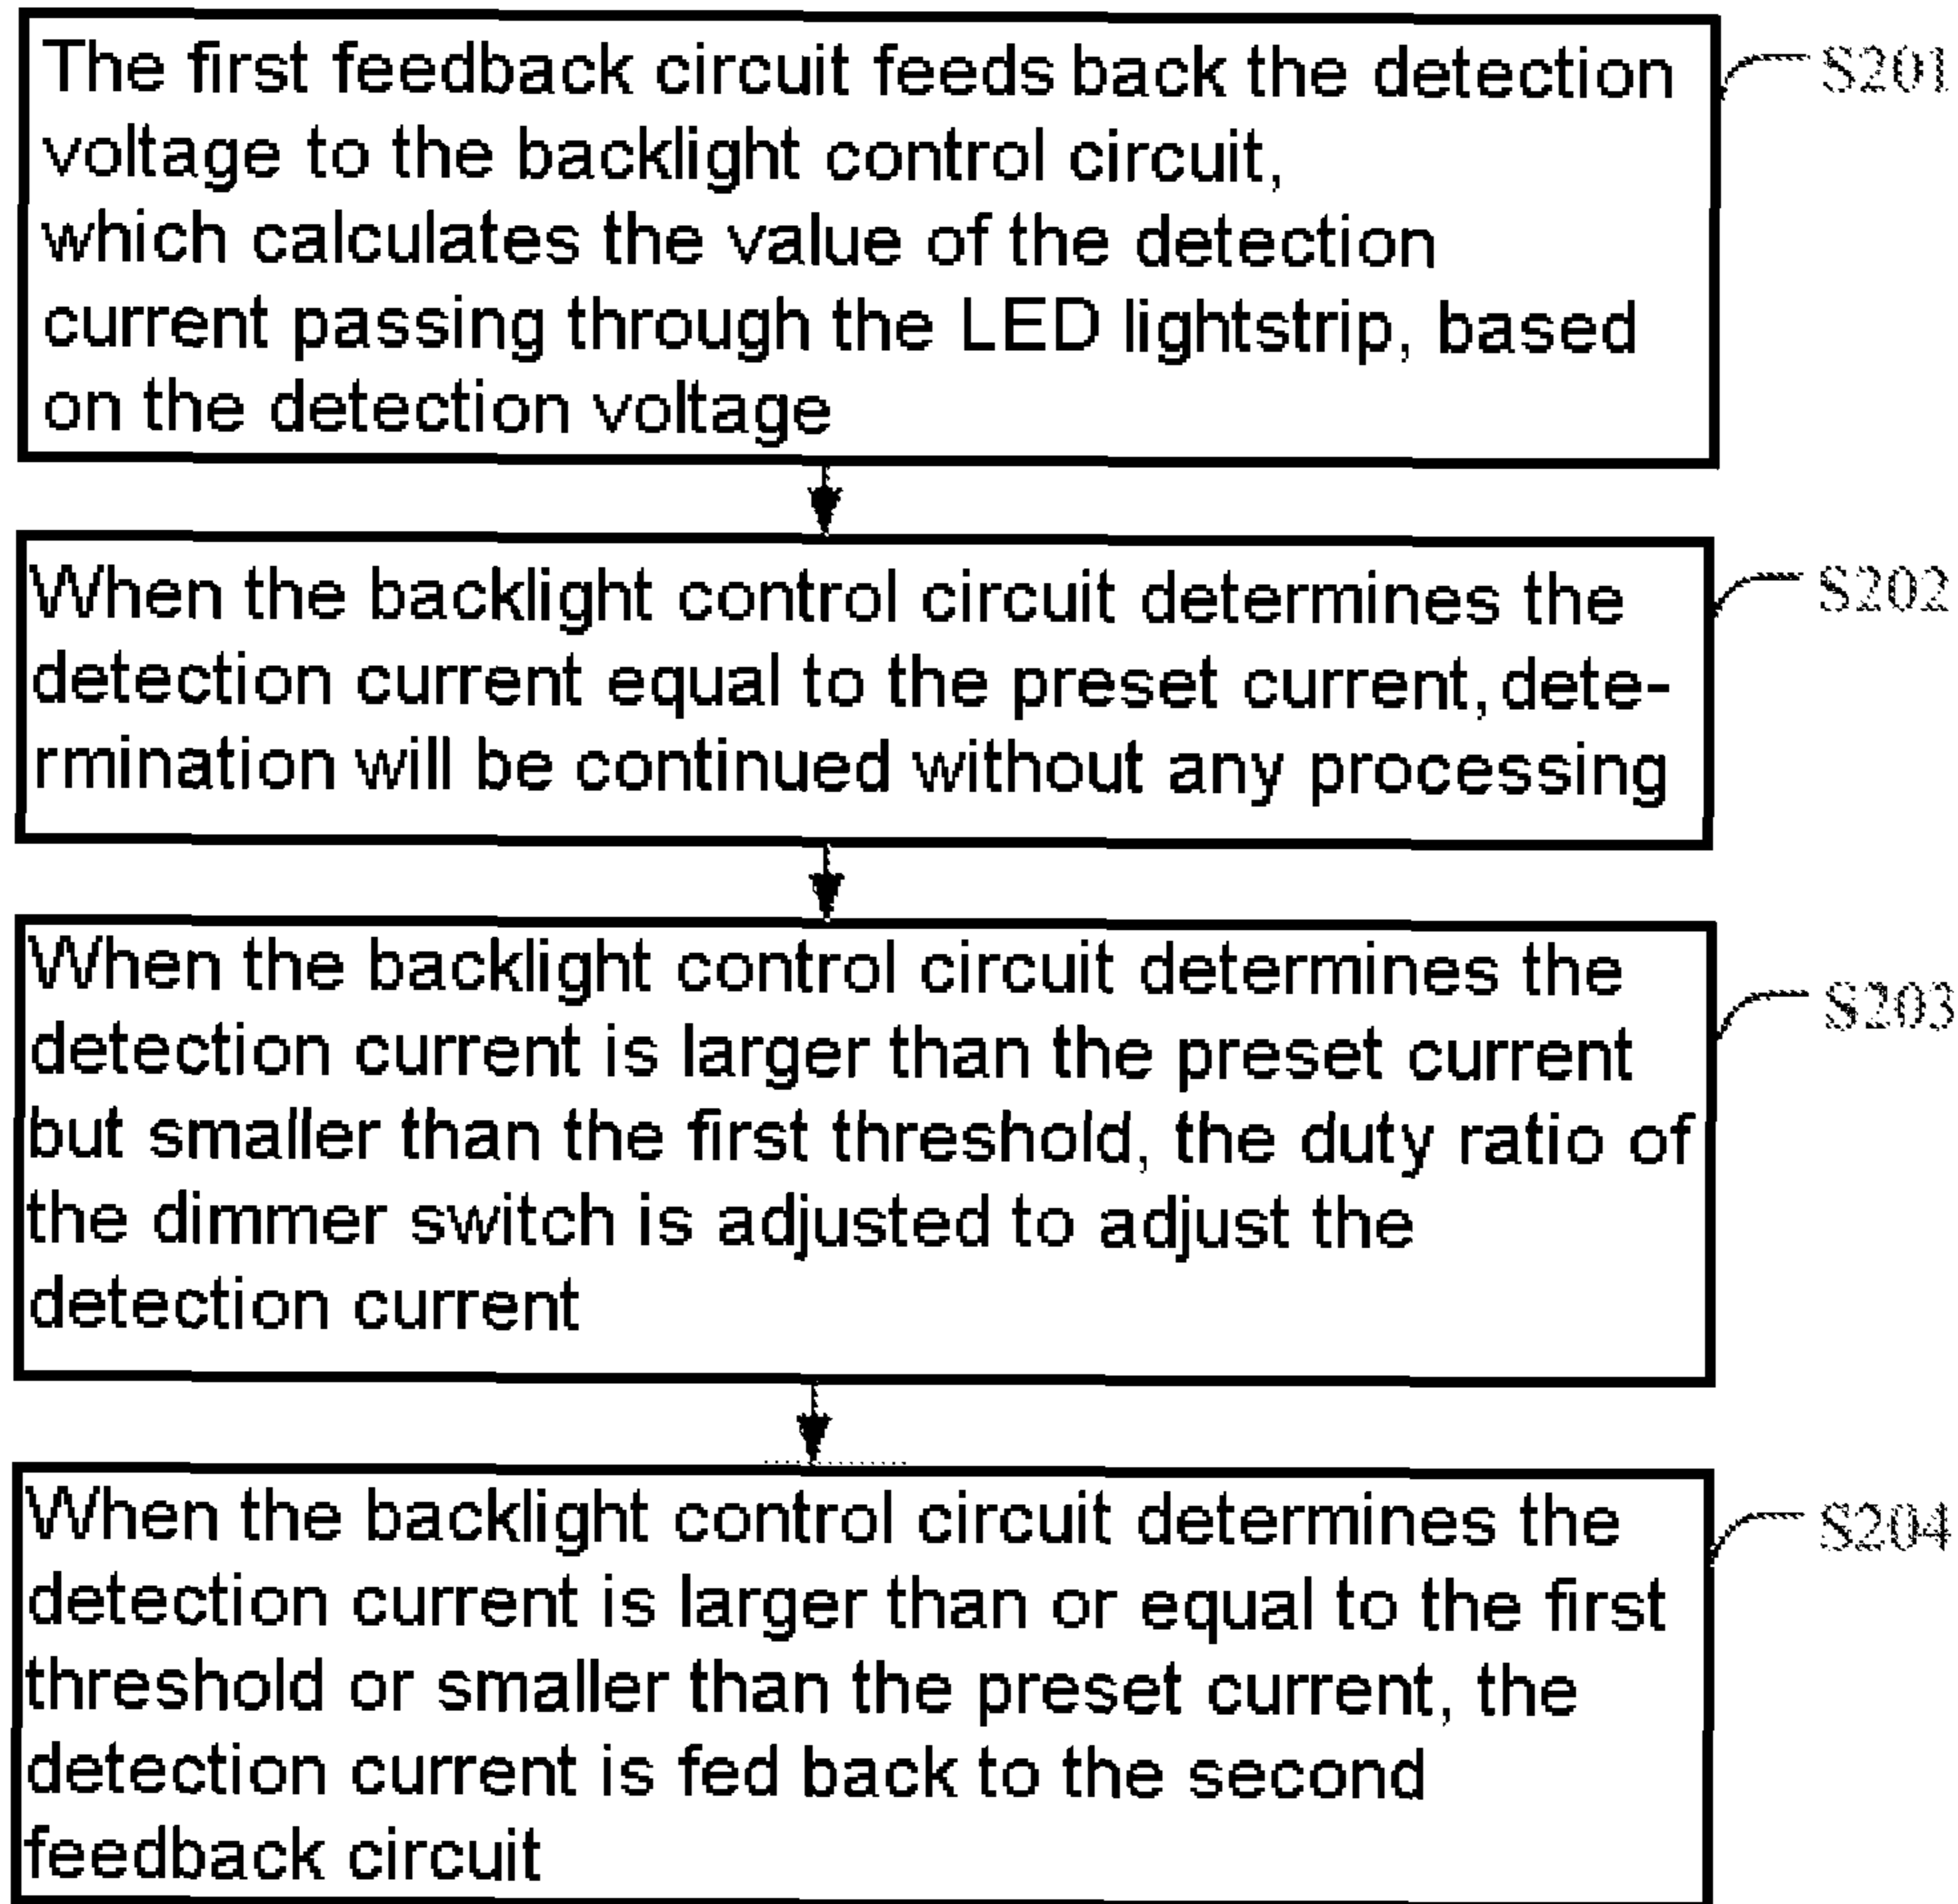 The first feedback circuit feeds back the detection
S201
voltage to the backlight control circuit,
which calculates the value of the detection
current passing through the LED lightstrip, based
on the detection voltage
When the backlight control circuit determines the
S202
detection current equal to the preset current, dete-
rmination will be continued without any processing
When the backlight control circuit determines the
S203
detection current is larger than the preset current
but smaller than the first threshold, the duty ratio of
the dimmer switch is adjusted to adjust the
detection current
When the backlight control circuit determines the
S204
detection current is larger than or equal to the first
threshold or smaller than the preset current, the
detection current is fed back to the second
feedback circuit